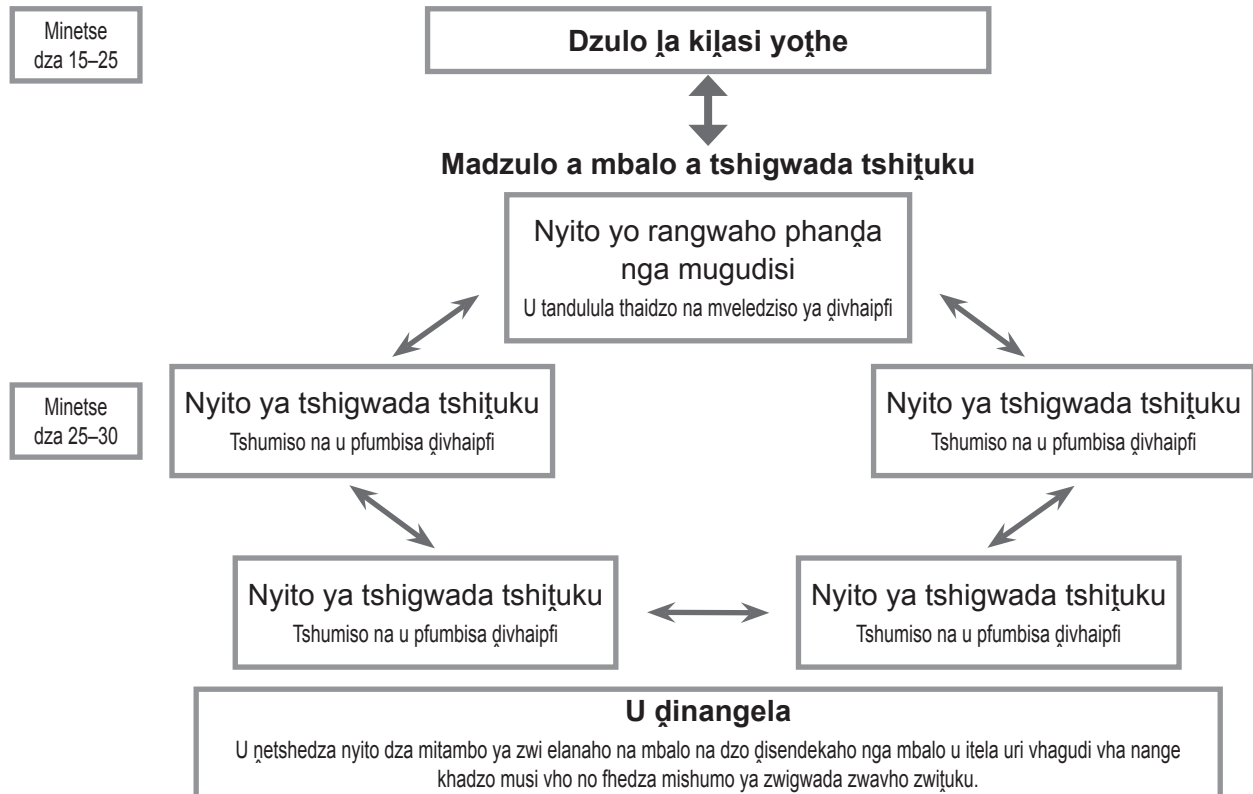 Minetse
dza 15–25
Dzulo ḽa kiḽasi yoṱhe
Madzulo a mbalo a tshigwada tshiṱuku
Nyito yo rangwaho phanḓa
nga mugudisi
U tandulula thaidzo na mveledziso ya ḓivhaipfi
Minetse
dza 25–30
Nyito ya tshigwada tshiṱuku
Tshumiso na u pfumbisa ḓivhaipfi
Nyito ya tshigwada tshiṱuku
Tshumiso na u pfumbisa ḓivhaipfi
Nyito ya tshigwada tshiṱuku
Tshumiso na u pfumbisa ḓivhaipfi
Nyito ya tshigwada tshiṱuku
Tshumiso na u pfumbisa ḓivhaipfi
U ḓinangela
U ṋetshedza nyito dza mitambo ya zwi elanaho na mbalo na dzo ḓisendekaho nga mbalo u itela uri vhagudi vha nange
khadzo musi vho no fhedza mishumo ya zwigwada zwavho zwiṱuku.